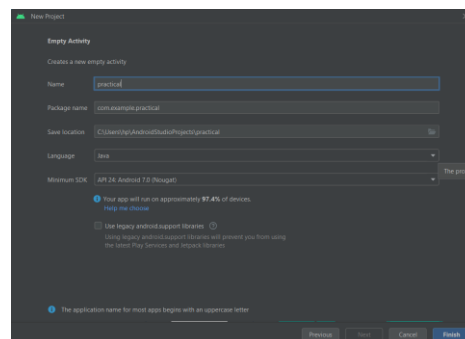 New Project
Empty Activity
Creates a new empty activity
Name practical
Package name com.example.practical
Save location C:\Users\hp\AndroidStudioProjects\practical
Language Java
The pro
Minimum SDK API 24: Android 7.0 (Nougat)
Your app will run on approximately 97.4% of devices.
Help me choose
Use legacy android.support libraries
Using legacy android.support libraries will prevent you from using
the latest Play Services and Jetpack libraries
The application name for most apps begins with an uppercase letter
Previous Next Cancel Finish